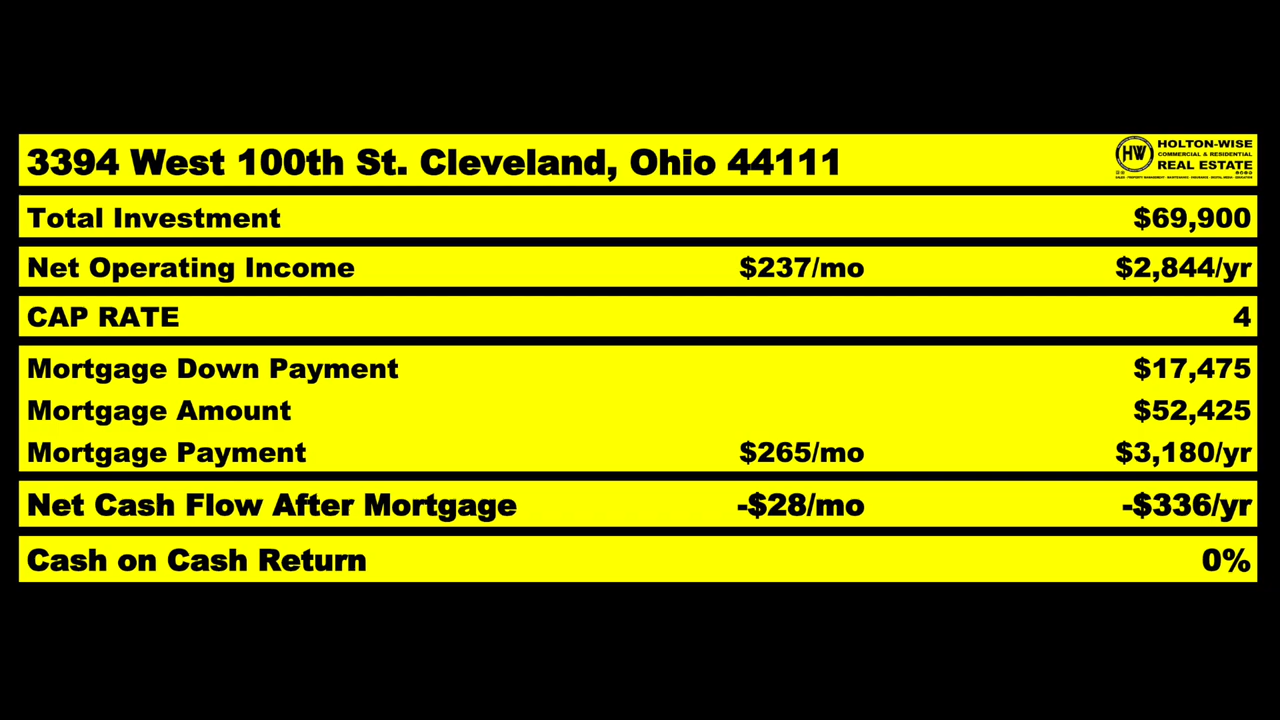 3394 West 100th St. Cleveland, Ohio 44111
HW
HOLTON-WISE
COMMERCIAL & RESIDENTIAL
REAL ESTATE
Total Investment $69,900
Net Operating Income $237/mo $2,844/yr
CAP RATE 4
Mortgage Down Payment $17,475
Mortgage Amount $52,425
Mortgage Payment $265/mo $3,180/yr
Net Cash Flow After Mortgage -$28/mo -$336/yr
Cash on Cash Return 0%